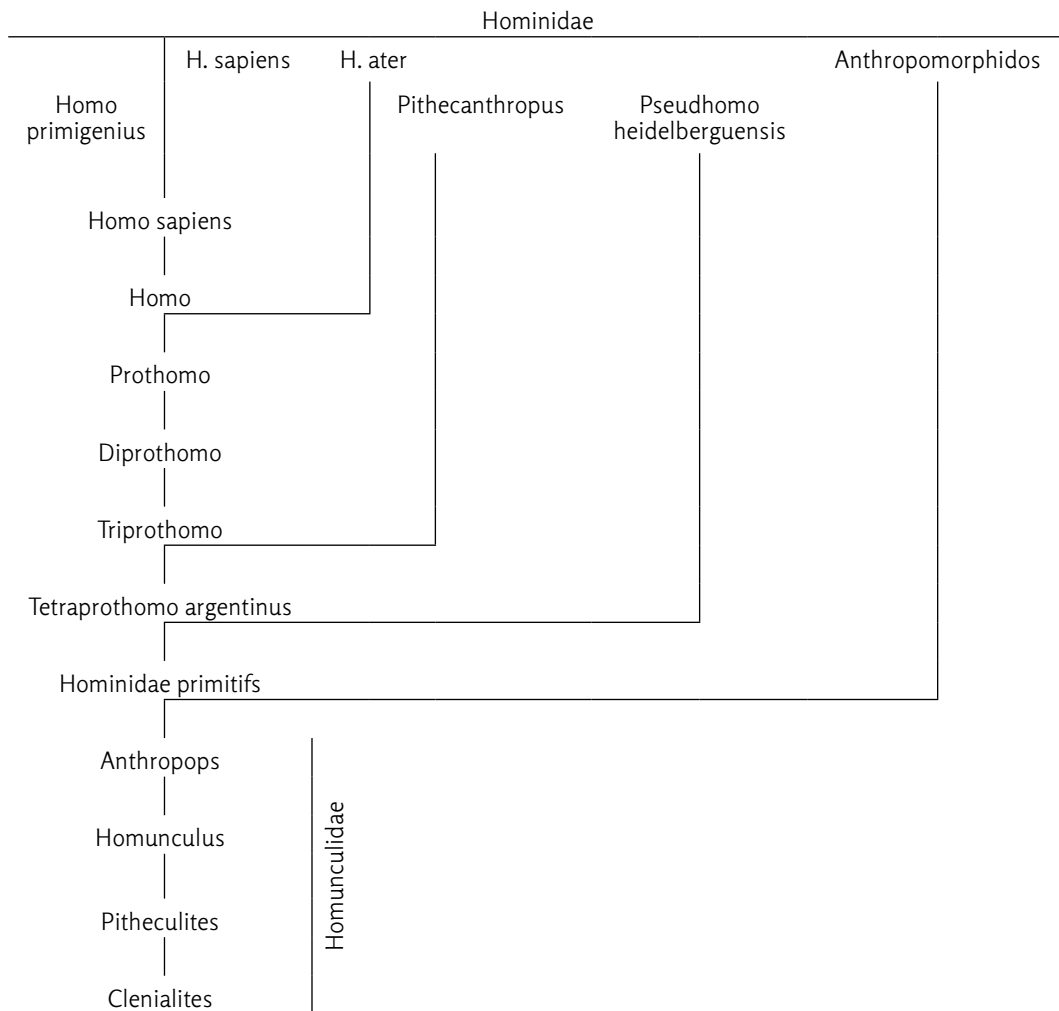 Hominidae
H. sapiens
H. ater
Anthropomorphidos
Homo
primigenius
Pithecanthropus
Pseudhomo
heidelberguensis
Homo sapiens
Homo
Prothomo
Diprothomo
Triprothomo
Tetraprothomo argentinus
Hominidae primitifs
Anthropops
Homunculus
Pitheculites
Clenialites
Homunculidae